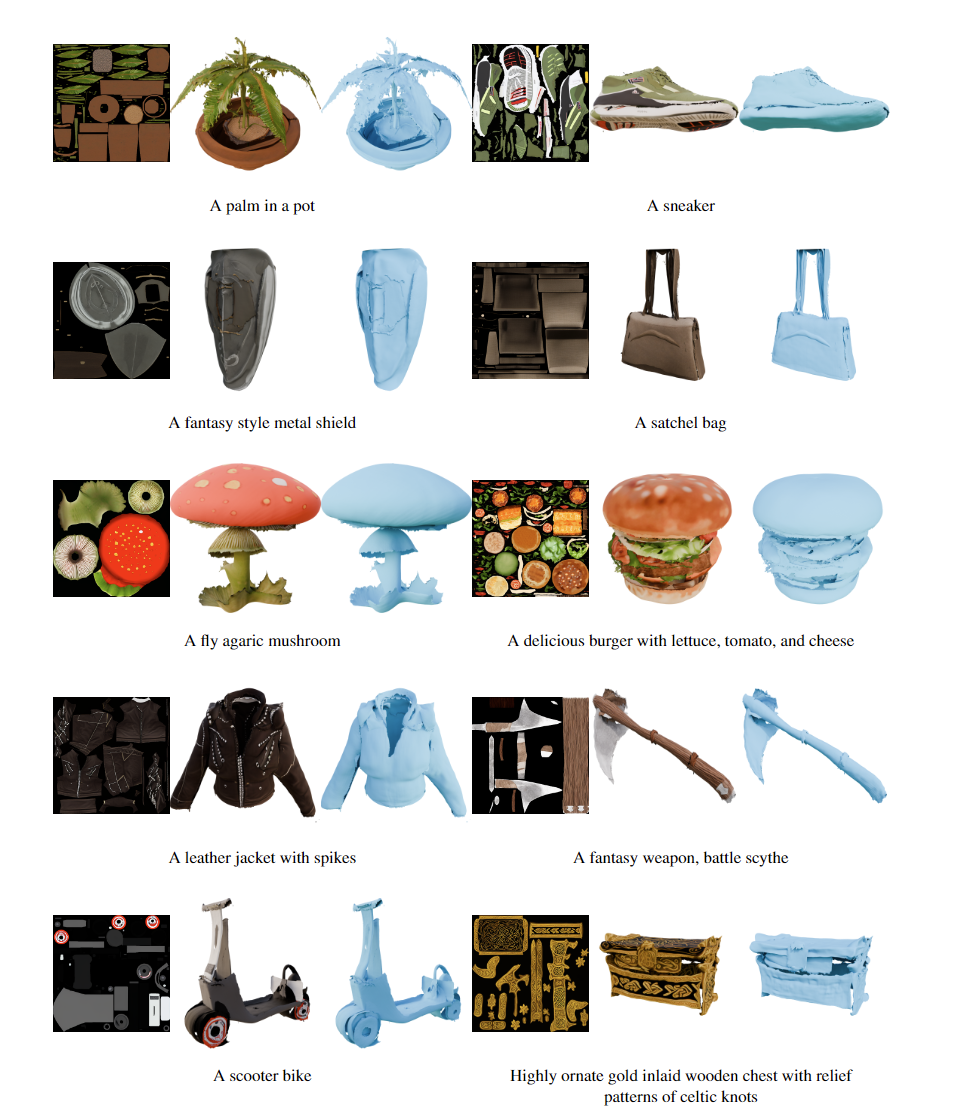 A palm in a pot
A sneaker
A fantasy style metal shield
A satchel bag
A fly agaric mushroom
A delicious burger with lettuce, tomato, and cheese
A leather jacket with spikes
A fantasy weapon, battle scythe
A scooter bike
Highly ornate gold inlaid wooden chest with relief
patterns of celtic knots